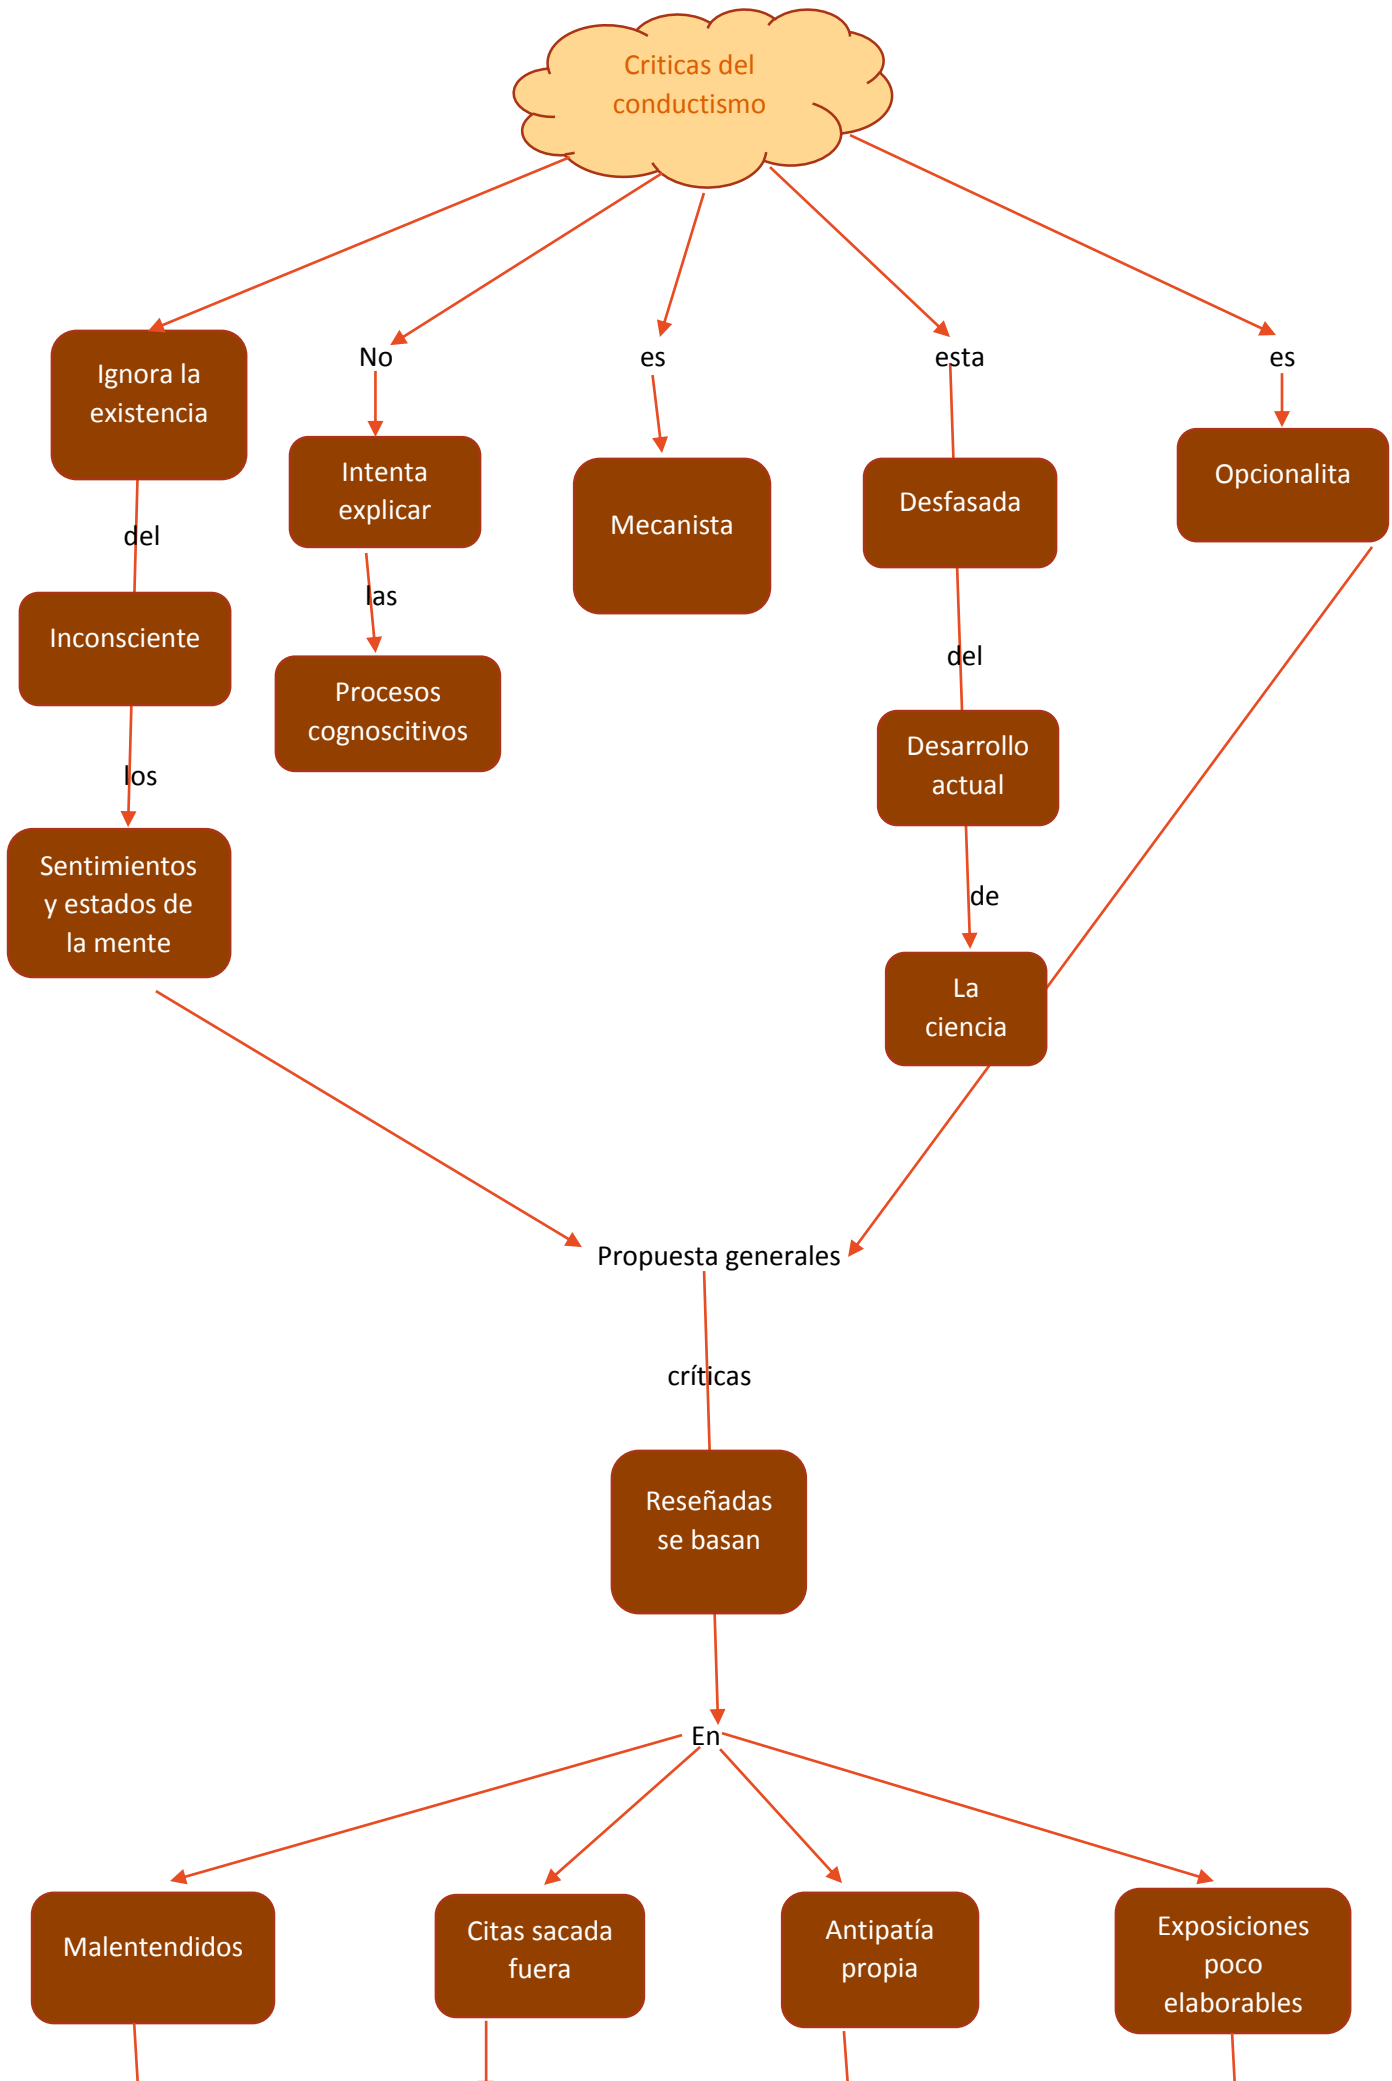 Criticas del
conductismo
Ignora la
existencia
No
es
esta
es
Intenta
explicar
Mecanista
Desfasada
Opcionalita
del
las
Inconsciente
del
Procesos
cognoscitivos
Desarrollo
actual
los
Sentimientos
y estados de
la mente
de
La
ciencia
Propuesta generales
críticas
Reseñadas
se basan
En
Malentendidos
Citas sacada
fuera
Antipatía
propia
Exposiciones
poco
elaborables